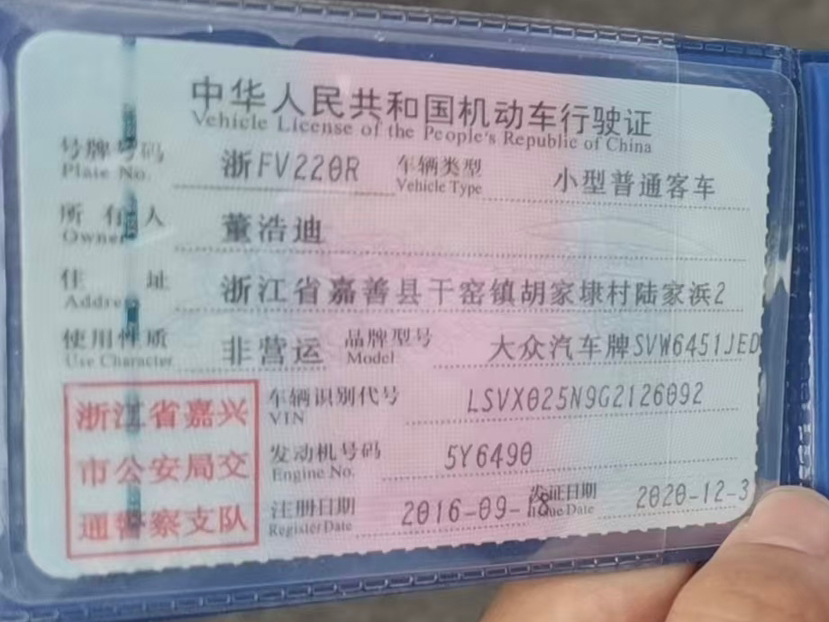 中华人民共和国机动车行驶证
Vehicle License of the People's Republic of China
号牌号码 浙FV220R 车辆类型 小型普通客车
Plate No. Vehicle Type
所有人 董浩迪
Owner
住址 浙江省嘉善县干窑镇胡家埭村陆家浜2
Address
使用性质 非营运 品牌型号 大众汽车牌SVW6451JED
Use Character Model
浙江省嘉兴
市公安局交
通警察支队
车辆识别代号 LSVX025N9G2126092
VIN
发动机号码 5Y6490
Engine No.
注册日期 2016-09-18 发证日期 2020-12-3
Register Date Issue Date